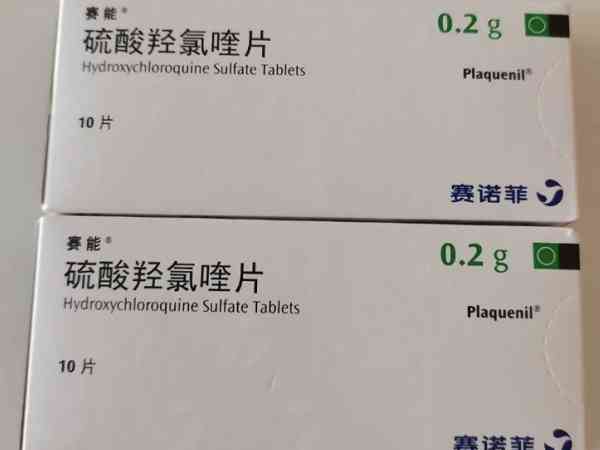 赛能®
硫酸羟氯喹片
0.2 g
Hydroxychloroquine Sulfate Tablets
Plaquenil®
10 片
赛诺菲
赛能®
硫酸羟氯喹片
0.2 g
Hydroxychloroquine Sulfate Tablets
Plaquenil®
10 片
赛诺菲